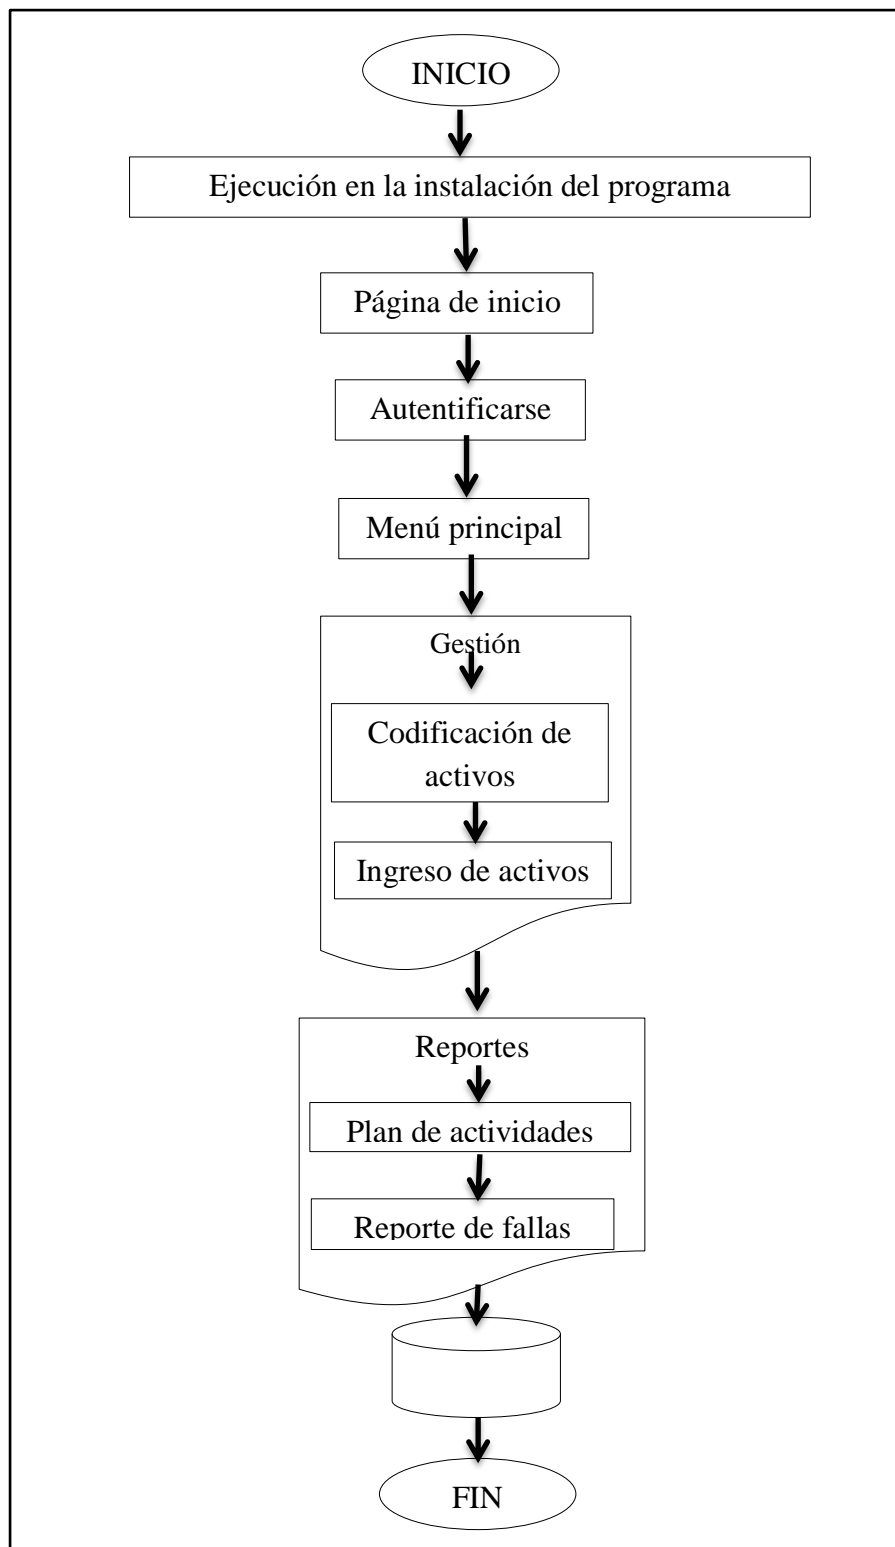 INICIO
Ejecución en la instalación del programa
Página de inicio
Autentificarse
Menú principal
Gestión
Codificación de
activos
Ingreso de activos
Reportes
Plan de actividades
Reporte de fallas
FIN